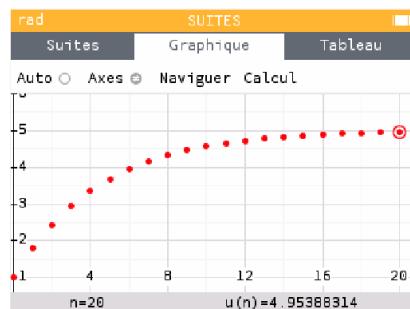 rad SUITES
Suites Graphique Tableau
Auto Axes Naviguer Calcul
5
4
3
2
1 4 8 12 16 20
n=20 u(n)=4.95388314